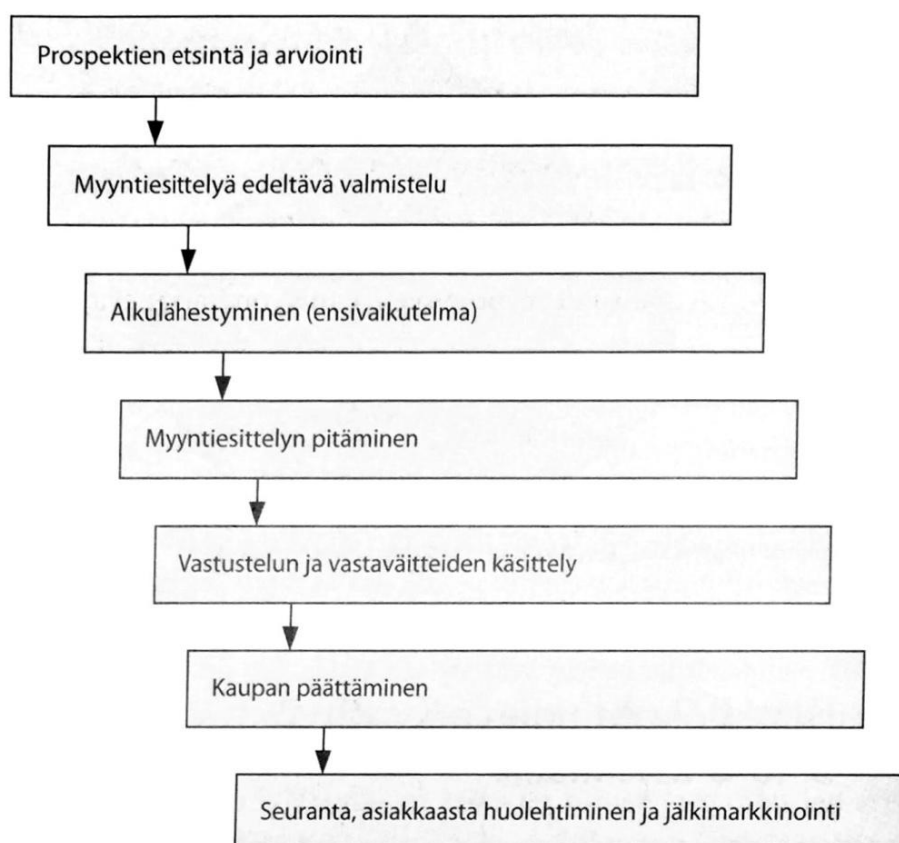 Prospektien etsintä ja arviointi
Myyntiesittelyä edeltävä valmistelu
Alkulähestyminen (ensivaikutelma)
Myyntiesittelyn pitäminen
Vastustelun ja vastaväitteiden käsittely
Kaupan päättäminen
Seuranta, asiakkaasta huolehtiminen ja jälkimarkkinointi